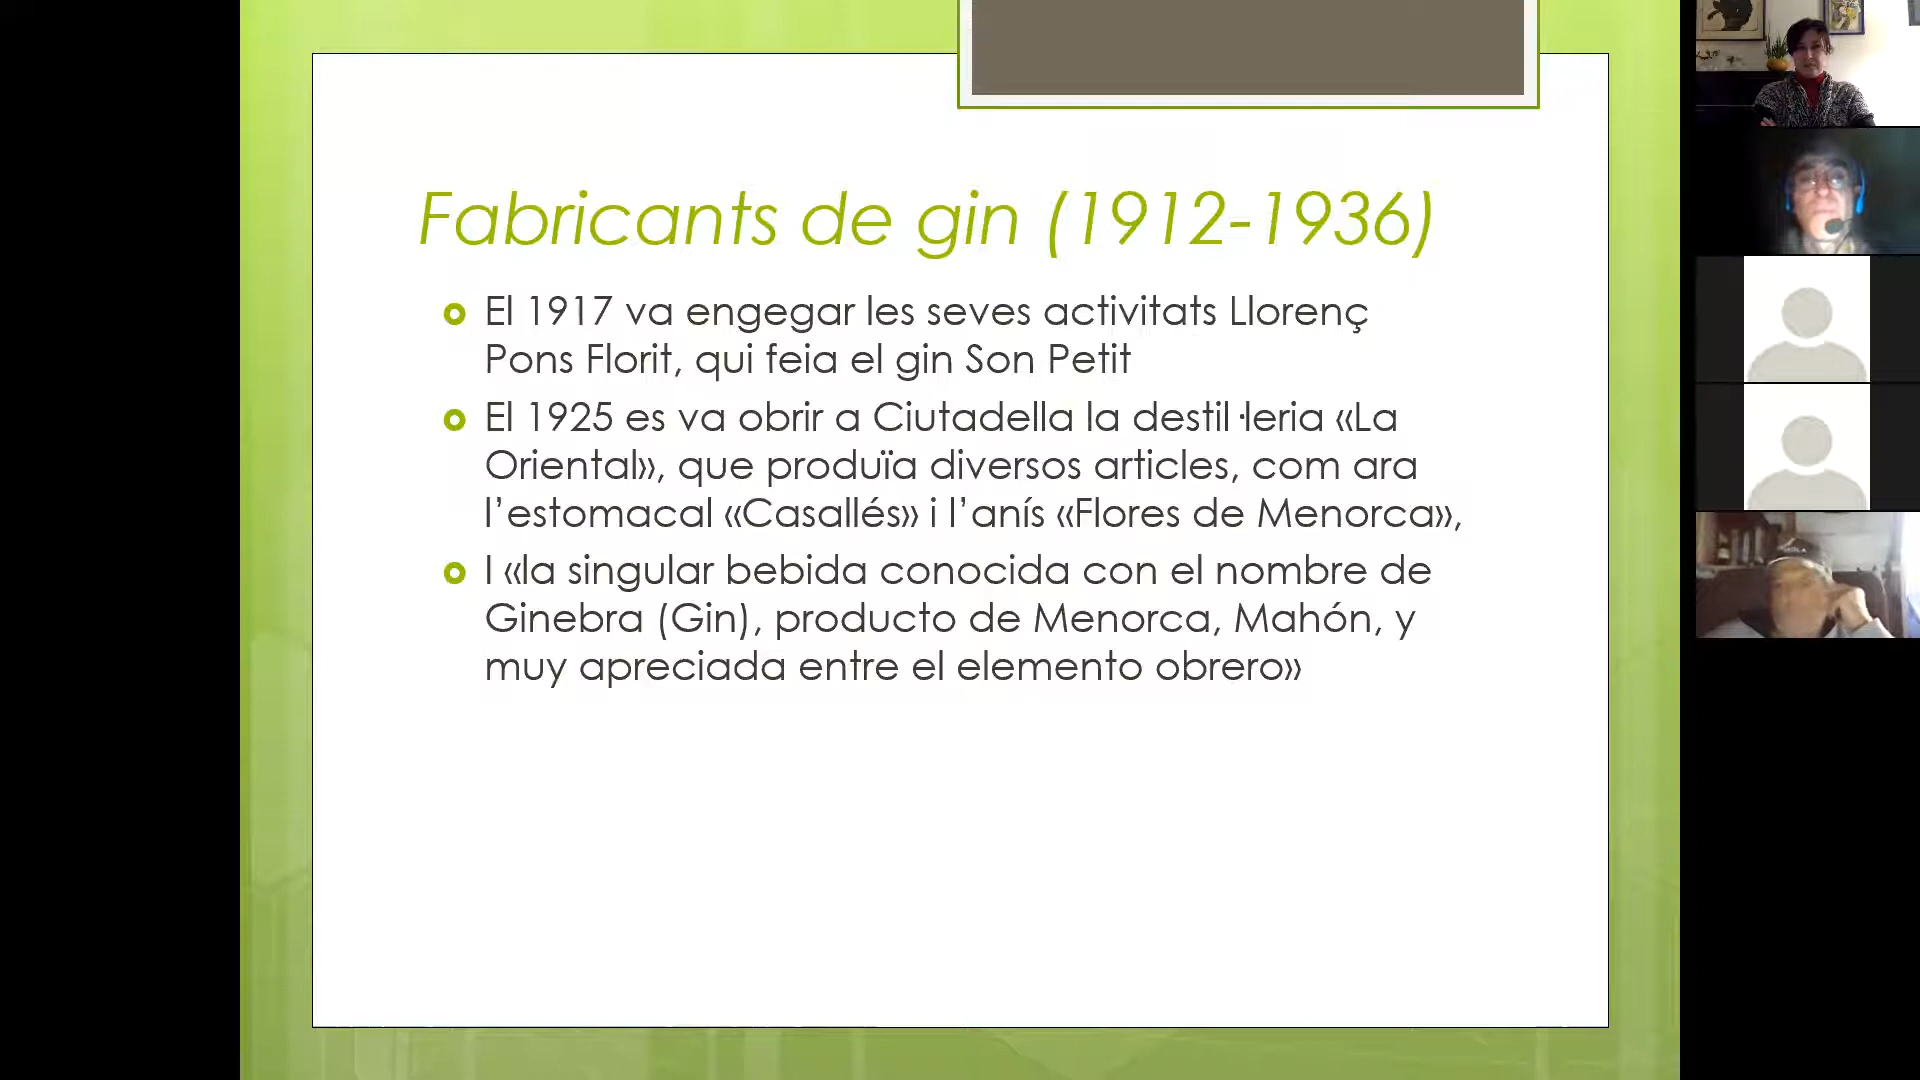 Fabricants de gin (1912-1936)
El 1917 va engegar les seves activitats Llorenç
Pons Florit, qui feia el gin Son Petit
El 1925 es va obrir a Ciutadella la destil·leria «La
Oriental», que produïa diversos articles, com ara
l’estomacal «Casallés» i l’anís «Flores de Menorca»,
I «la singular bebida conocida con el nombre de
Ginebra (Gin), producto de Menorca, Mahón, y
muy apreciada entre el elemento obrero»